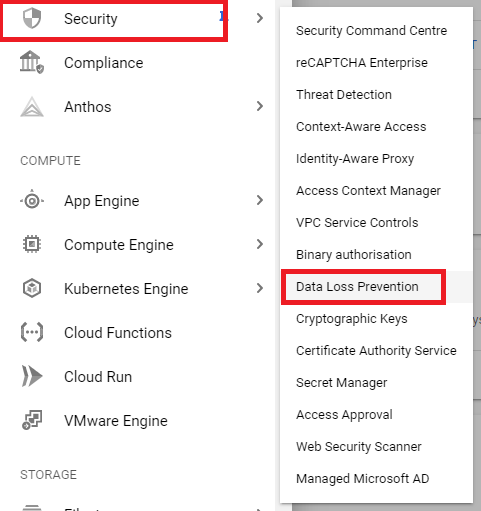 Security
Compliance
Anthos
COMPUTE
App Engine
Compute Engine
Kubernetes Engine
Cloud Functions
Cloud Run
VMware Engine
STORAGE
Security Command Centre
reCAPTCHA Enterprise
Threat Detection
Context-Aware Access
Identity-Aware Proxy
Access Context Manager
VPC Service Controls
Binary authorisation
Data Loss Prevention
Cryptographic Keys
Certificate Authority Service
Secret Manager
Access Approval
Web Security Scanner
Managed Microsoft AD